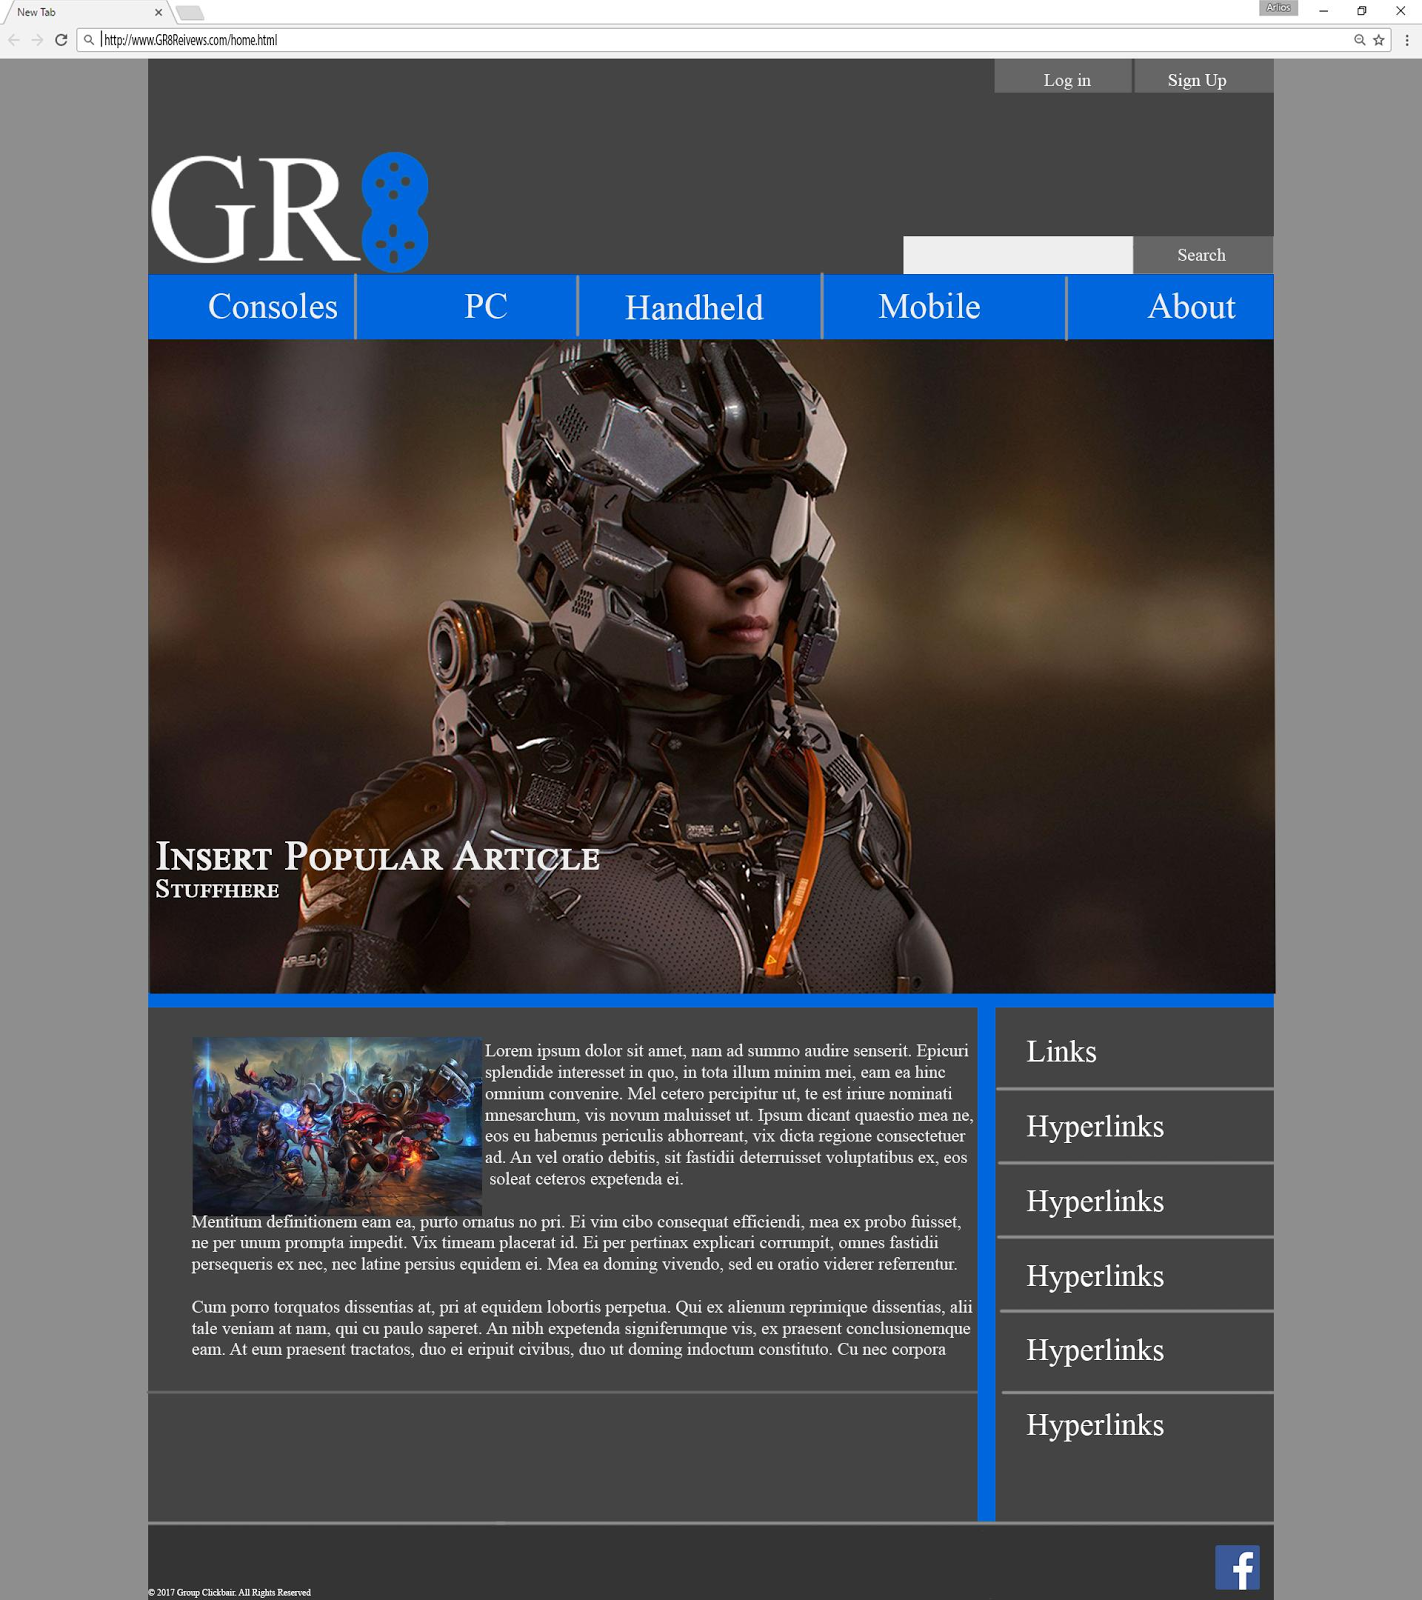 New Tab
Arlios
http://www.GR8Reivews.com/home.html
Log in
Sign Up
GR8
Search
Consoles
PC
Handheld
Mobile
About
Insert Popular Article
Stuffhere
Lorem ipsum dolor sit amet, nam ad summo audire senserit. Epicuri
splendide interesset in quo, in tota illum minim mei, eam ea hinc
omnium convenire. Mel cetero percipitur ut, te est iriure nominati
mnesarchum, vis novum maluisset ut. Ipsum dicant quaestio mea ne,
eos eu habemus periculis abhorreant, vix dicta regione consectetuer
ad. An vel oratio debitis, sit fastidii deterruisset voluptatibus ex, eos
soleat ceteros expetenda ei.
Mentitum definitionem eam ea, purto ornatus no pri. Ei vim cibo consequat efficiendi, mea ex probo fuisset,
ne per unum prompta impedit. Vix timeam placerat id. Ei per pertinax explicari corrumpit, omnes fastidii
persequeris ex nec, nec latine persius equidem ei. Mea ea doming vivendo, sed eu oratio viderer referrentur.
Cum porro torquatos dissentias at, pri at equidem lobortis perpetua. Qui ex alienum reprimique dissentias, alii
tale veniam at nam, qui cu paulo saperet. An nibh expetenda signiferumque vis, ex praesent conclusionemque
eam. At eum praesent tractatos, duo ei eripuit civibus, duo ut doming indoctum constituto. Cu nec corpora
Links
Hyperlinks
Hyperlinks
Hyperlinks
Hyperlinks
Hyperlinks
f
© 2017 Group Clickbair. All Rights Reserved